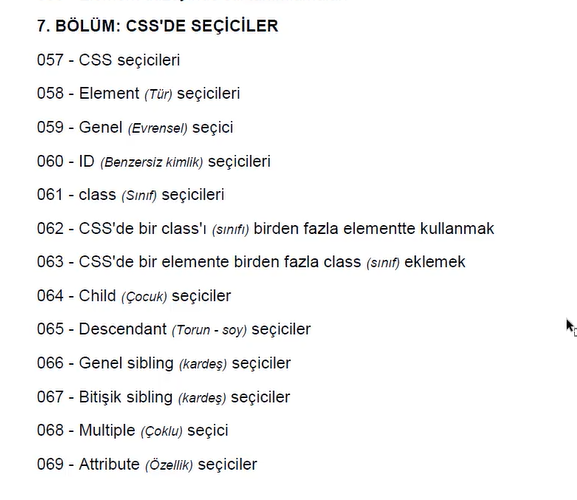 7. BÖLÜM: CSS'DE SEÇİCİLER
057 - CSS seçicileri
058 - Element (Tür) seçicileri
059 - Genel (Evrensel) seçici
060 - ID (Benzersiz kimlik) seçicileri
061 - class (Sınıf) seçicileri
062 - CSS'de bir class'ı (sınıfı) birden fazla elementte kullanmak
063 - CSS'de bir elemente birden fazla class (sınıf) eklemek
064 - Child (Çocuk) seçiciler
065 - Descendant (Torun - soy) seçiciler
066 - Genel sibling (kardeş) seçiciler
067 - Bitişik sibling (kardeş) seçiciler
068 - Multiple (Çoklu) seçici
069 - Attribute (Özellik) seçiciler